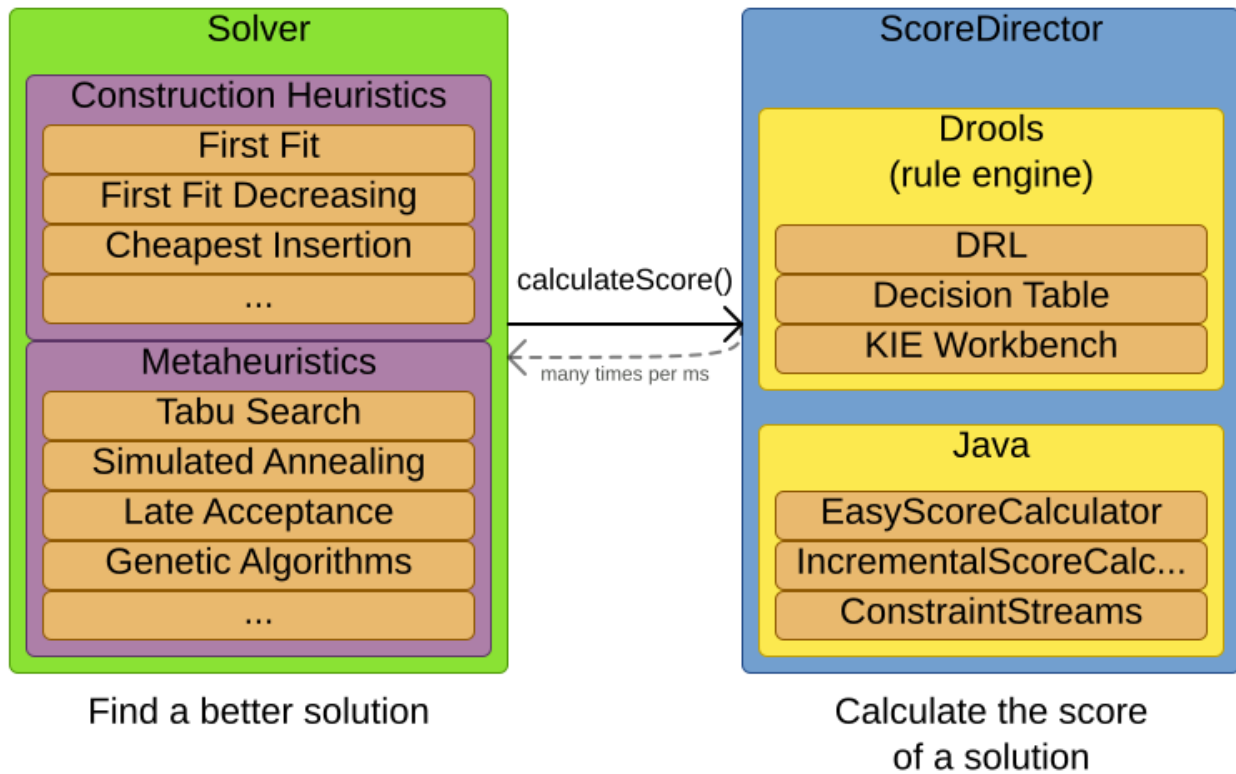 Solver
Construction Heuristics
First Fit
First Fit Decreasing
Cheapest Insertion
...
Metaheuristics
Tabu Search
Simulated Annealing
Late Acceptance
Genetic Algorithms
...
Find a better solution
calculateScore()
many times per ms
ScoreDirector
Drools
(rule engine)
DRL
Decision Table
KIE Workbench
Java
EasyScoreCalculator
IncrementalScoreCalc...
ConstraintStreams
Calculate the score
of a solution